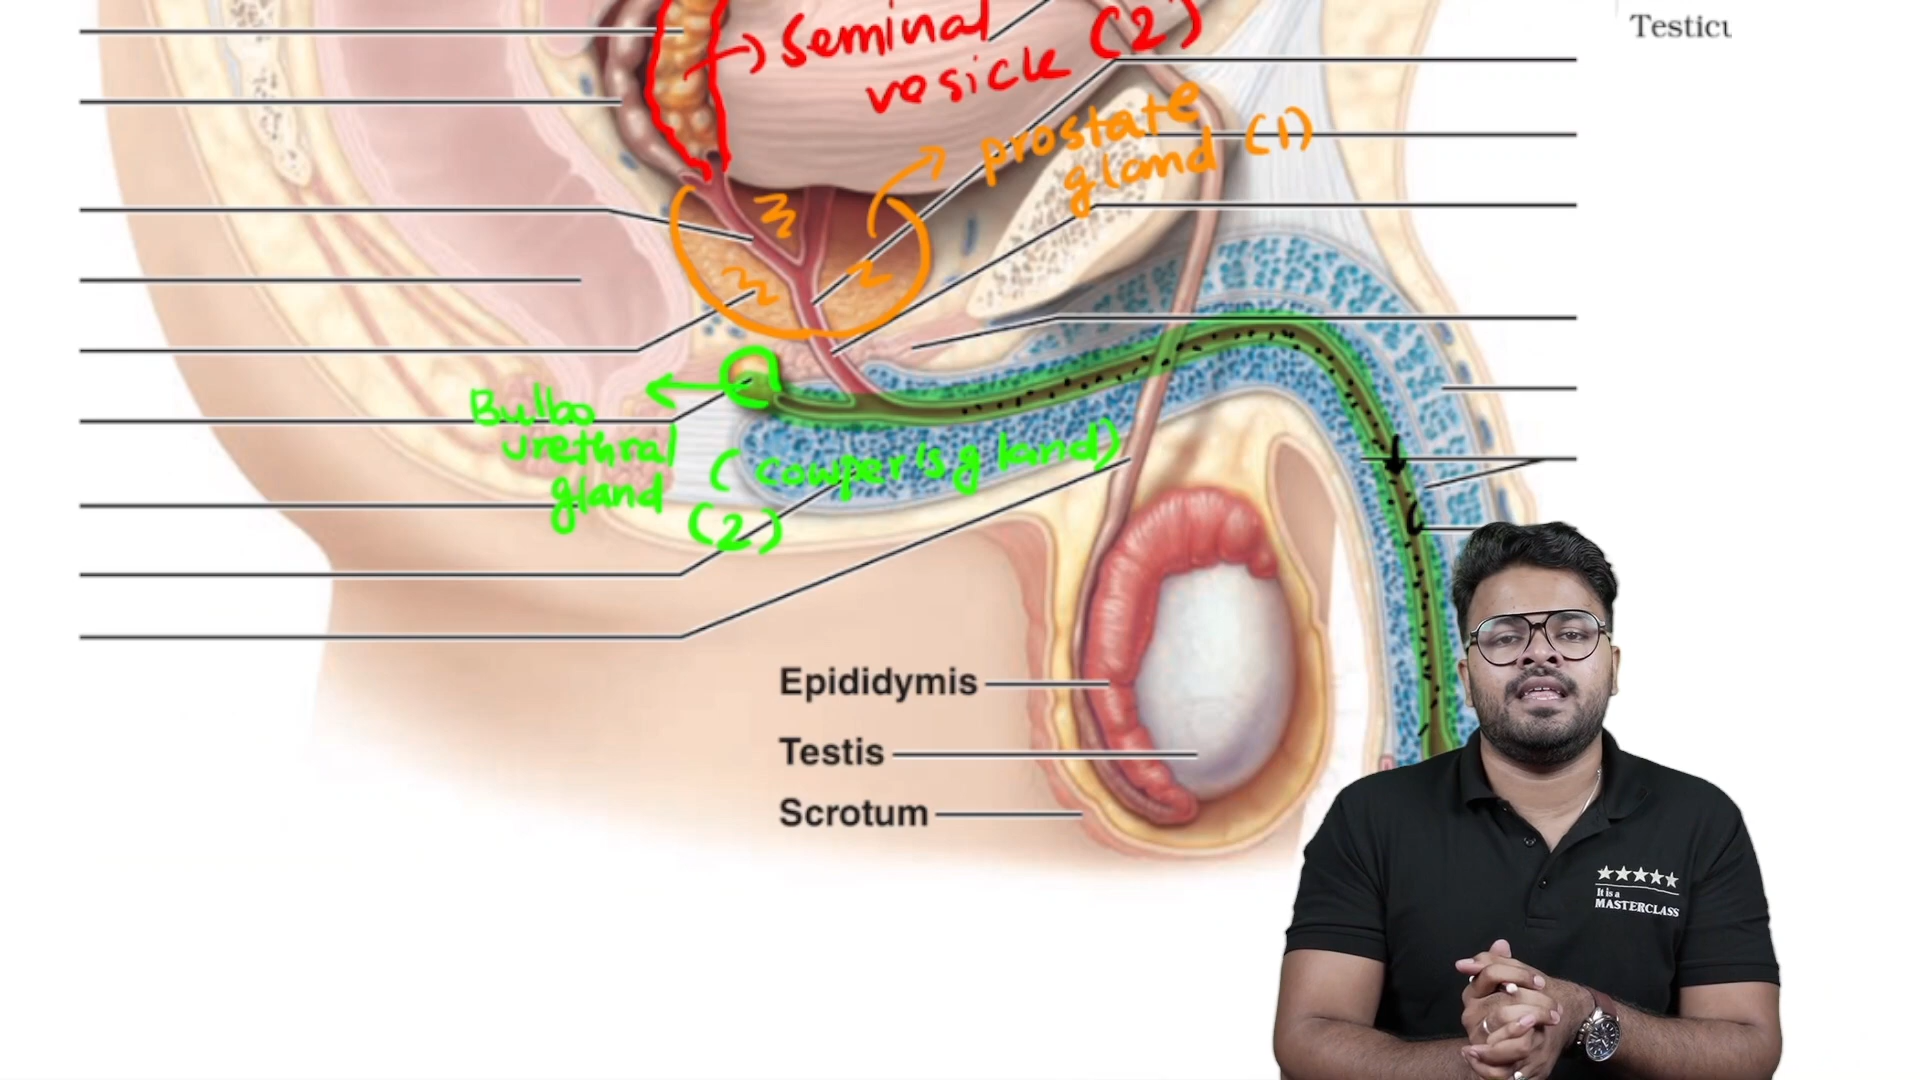 Testicu
Seminal
vesicle (2)
prostate
gland (1)
Bulbo
urethral
gland
(Cowper's gland)
(2)
Epididymis
Testis
Scrotum
It is a
MASTERCLASS